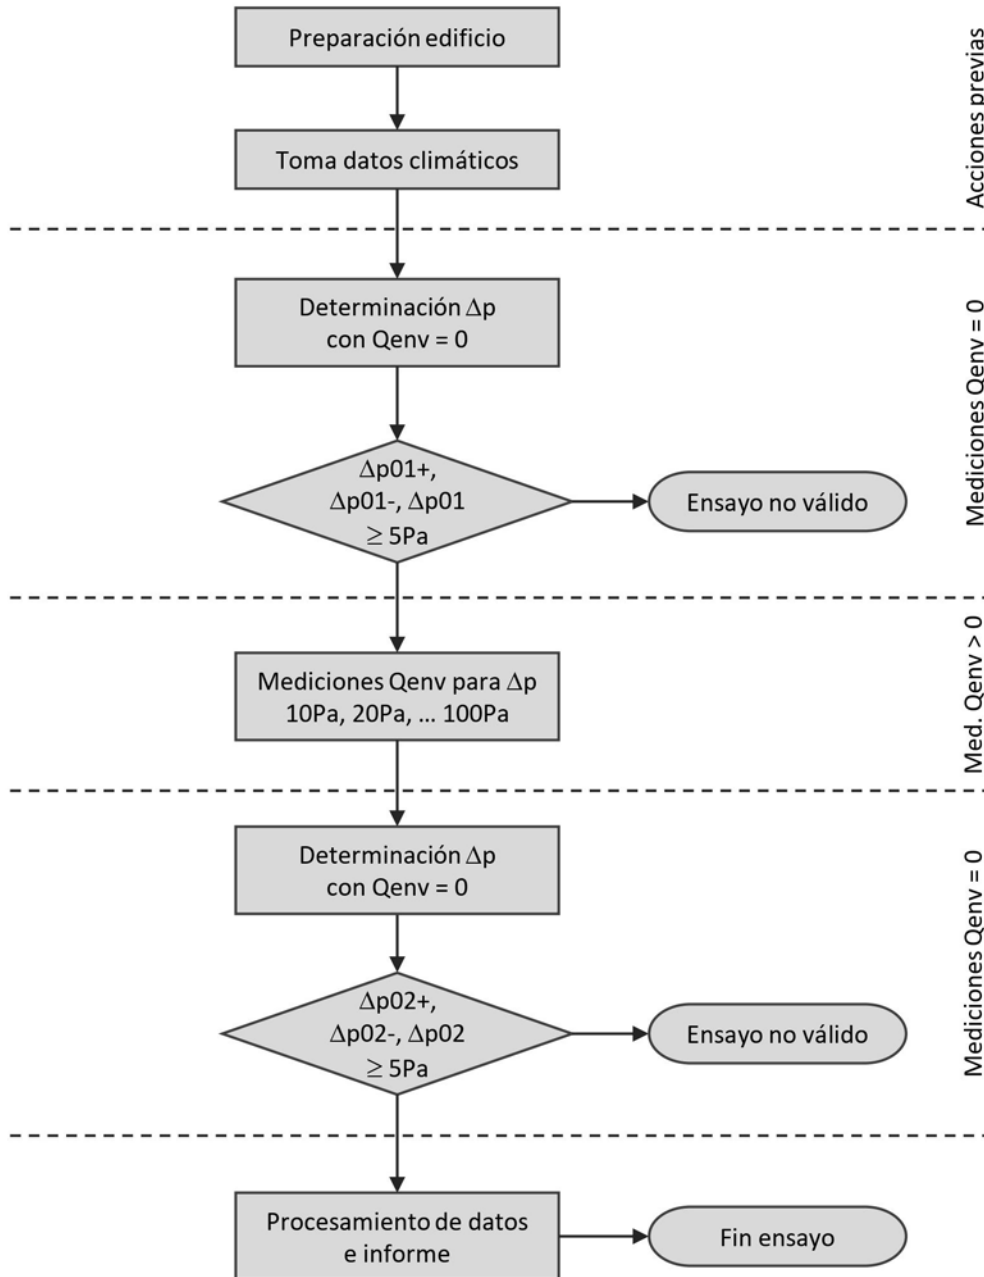 Preparación edificio
Toma datos climáticos
Acciones previas
Determinación Δp
con Qenv = 0
Δp01+,
Δp01-, Δp01
≥ 5Pa
Ensayo no válido
Mediciones Qenv = 0
Mediciones Qenv para Δp
10Pa, 20Pa, ... 100Pa
Med. Qenv > 0
Determinación Δp
con Qenv = 0
Δp02+,
Δp02-, Δp02
≥ 5Pa
Ensayo no válido
Mediciones Qenv = 0
Procesamiento de datos
e informe
Fin ensayo